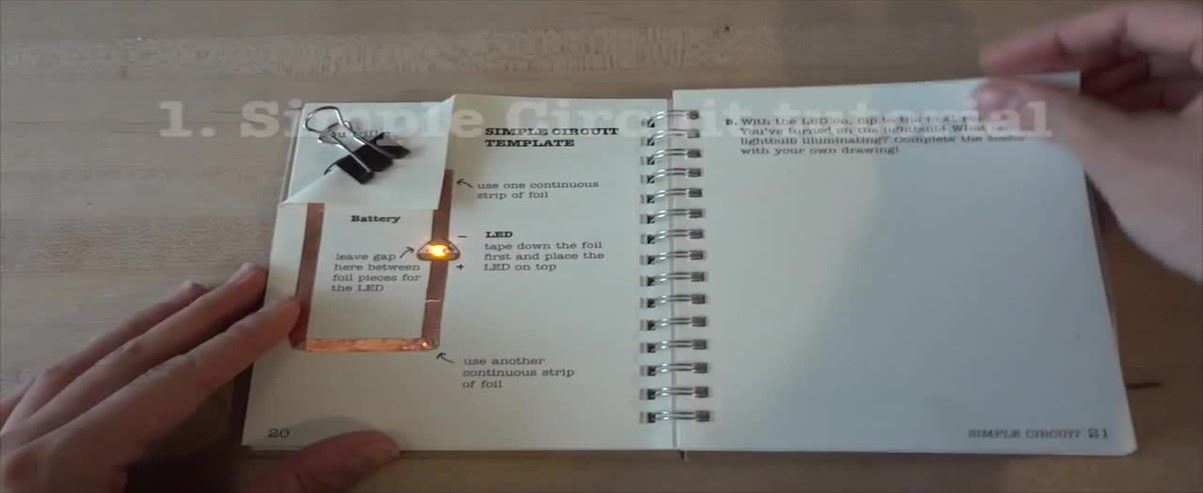 1. Simple Circuit tutorial
SIMPLE CIRCUIT
TEMPLATE
use one continuous
strip of foil
Battery
LED
tape down the foil
first and place the
LED on top
-
+
leave gap
here between
foil pieces for
the LED
use another
continuous strip
of foil
20
With the LED on, flip to the
You've turned on the lightbulb! What
lightbulb illuminating? Complete the
with your own drawing!
SIMPLE CIRCUIT 21